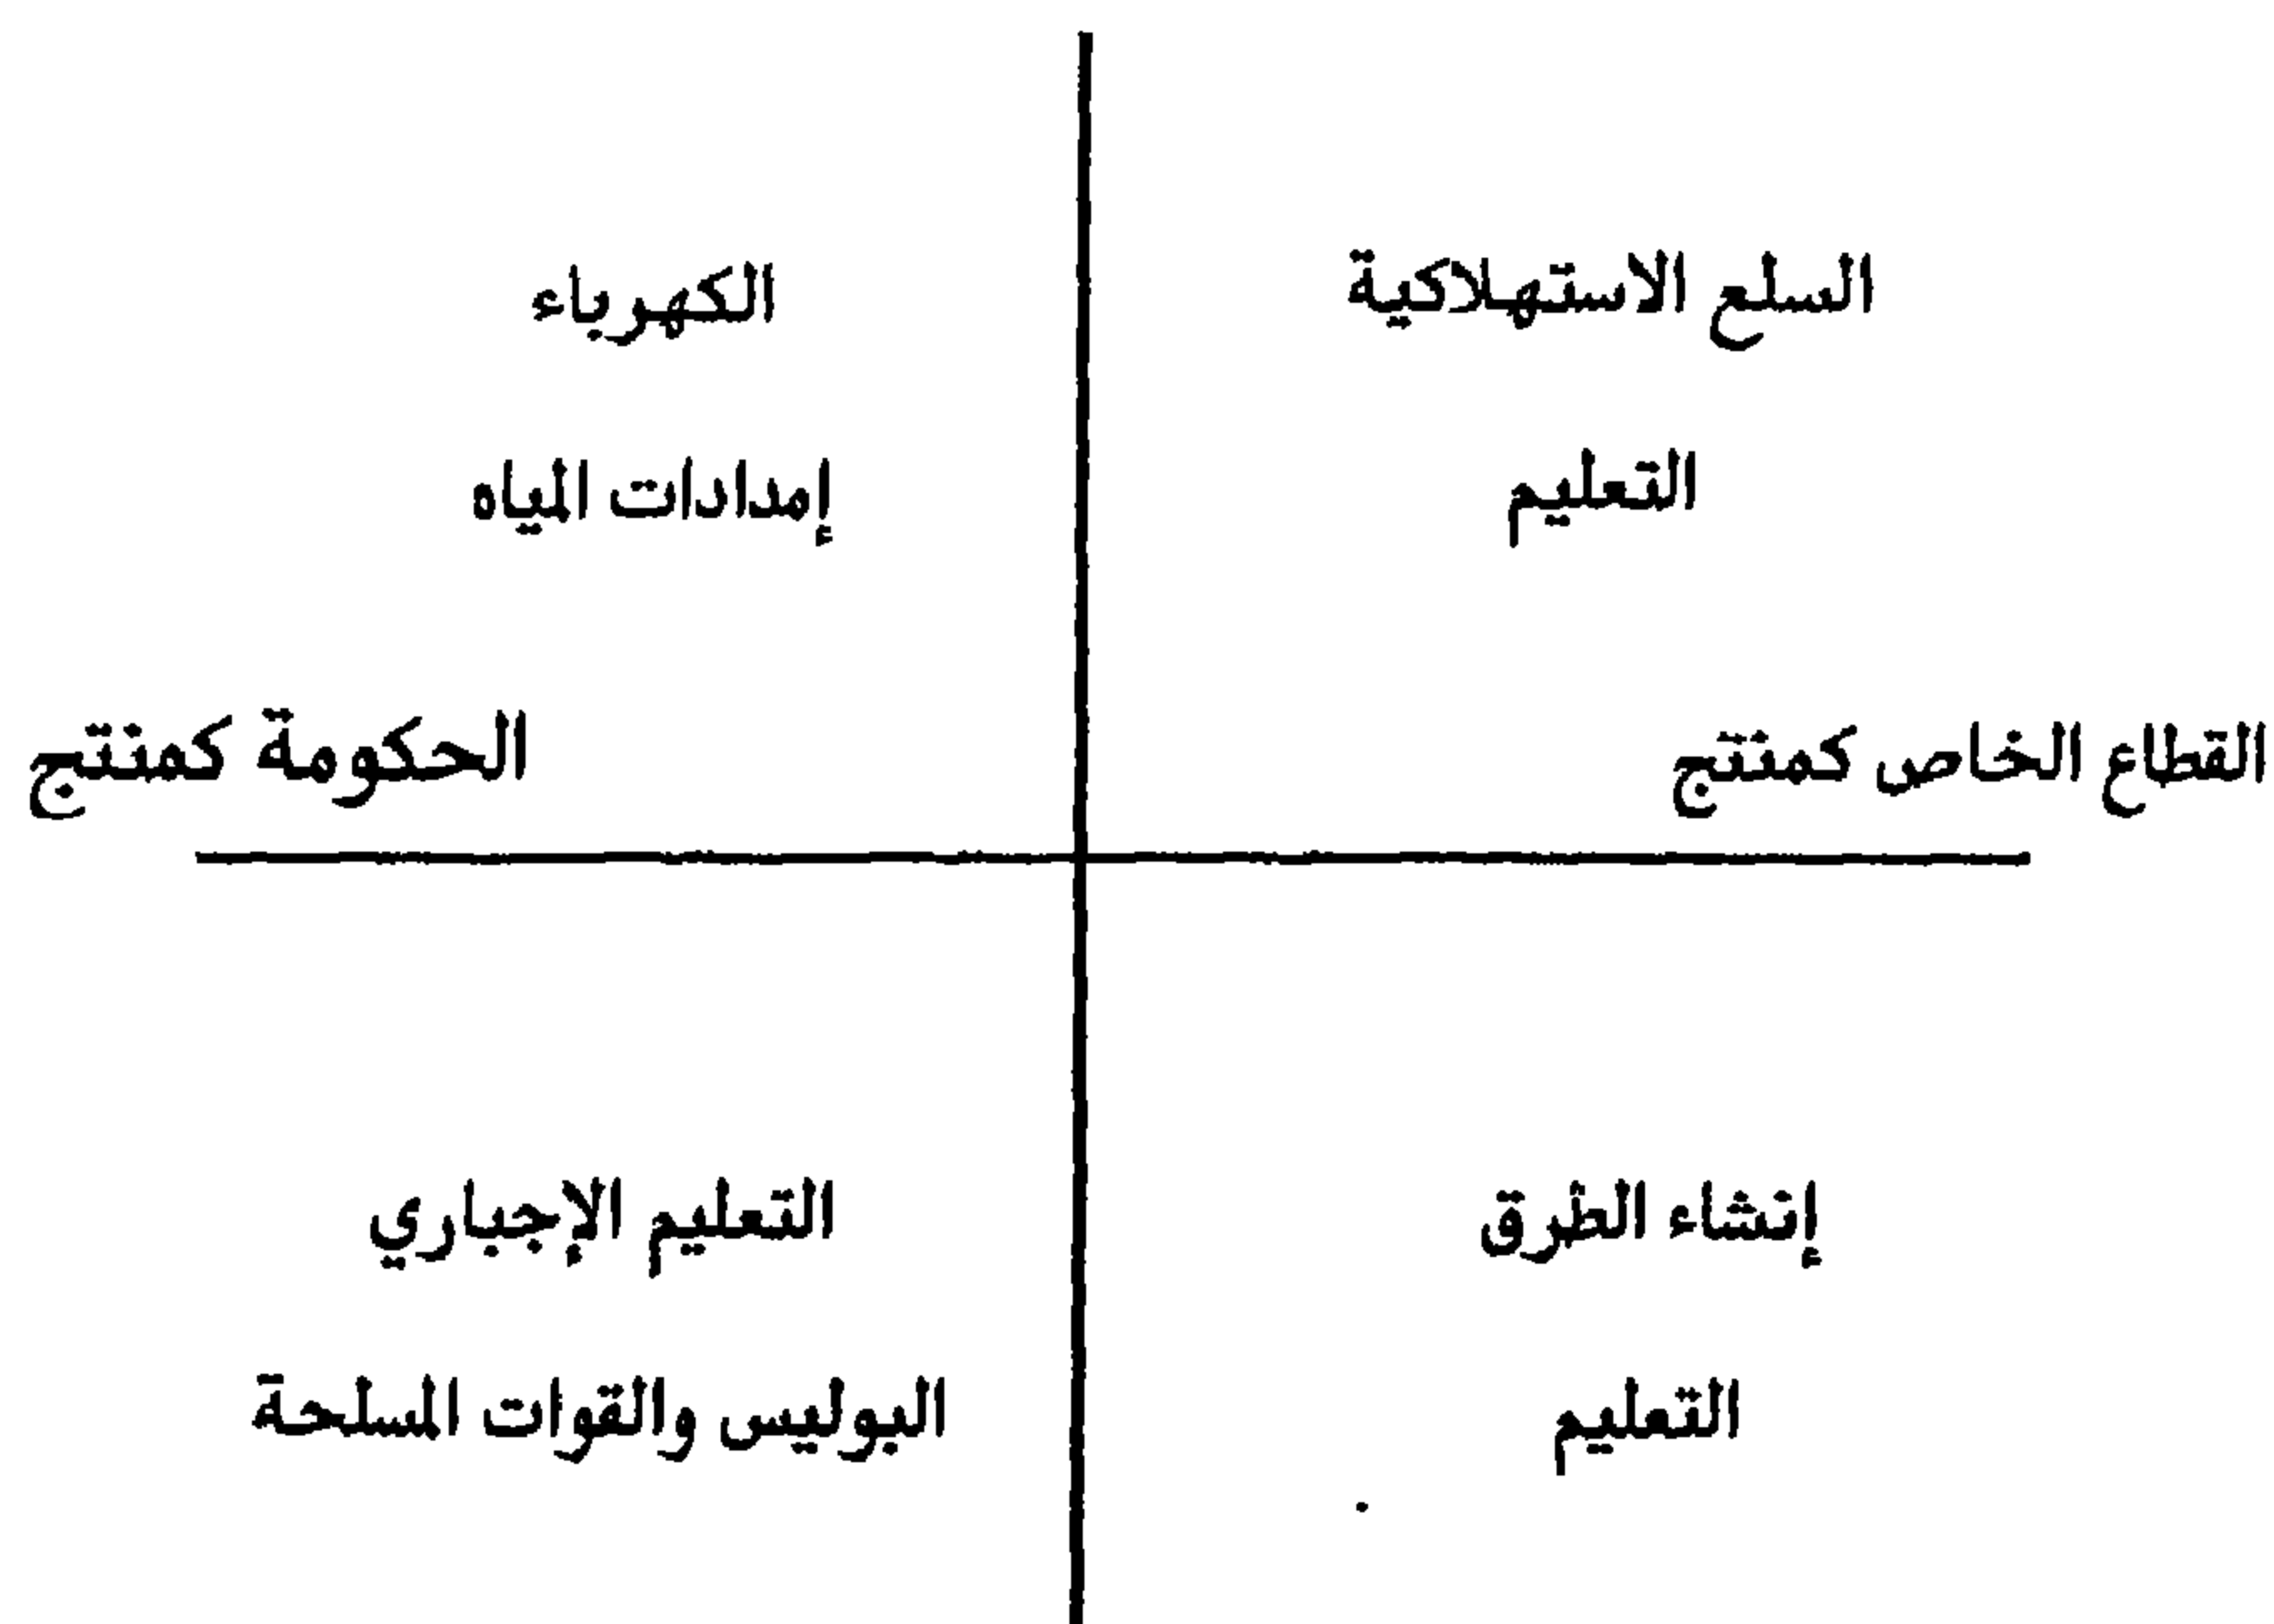 السلع الاستهلاكية
الكهرباء
التعليم
إمدادات المياه
القطاع الخاص كمنتج
الحكومة كمنتج
إنشاء الطرق
التعليم الإجباري
التعليم
البوليس والقوات المسلحة